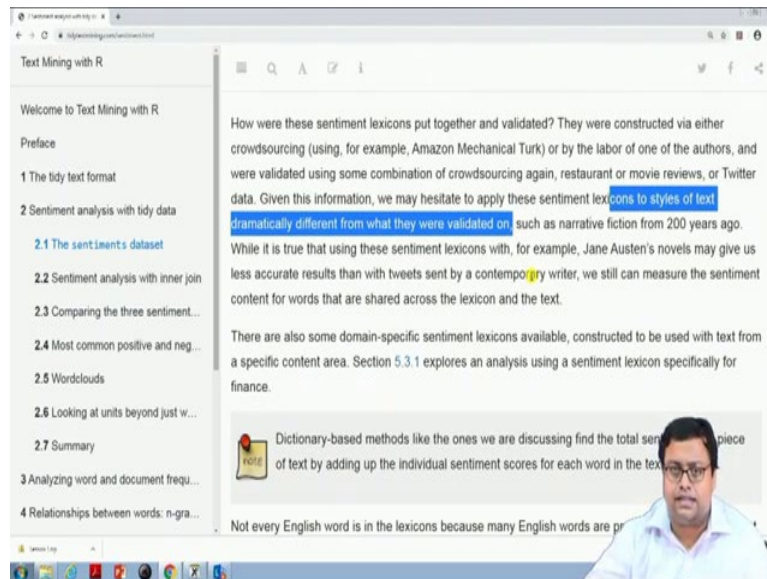 2 Sentiment analysis with tidy
tidytextmining.com/sentiment.html
Text Mining with R
Welcome to Text Mining with R
Preface
1 The tidy text format
2 Sentiment analysis with tidy data
2.1 The sentiments dataset
2.2 Sentiment analysis with inner join
2.3 Comparing the three sentiment...
2.4 Most common positive and neg...
2.5 Wordclouds
2.6 Looking at units beyond just w...
2.7 Summary
3 Analyzing word and document frequ...
4 Relationships between words: n-gra...
How were these sentiment lexicons put together and validated? They were constructed via either
crowdsourcing (using, for example, Amazon Mechanical Turk) or by the labor of one of the authors, and
were validated using some combination of crowdsourcing again, restaurant or movie reviews, or Twitter
data. Given this information, we may hesitate to apply these sentiment lexicons to styles of text
dramatically different from what they were validated on, such as narrative fiction from 200 years ago.
While it is true that using these sentiment lexicons with, for example, Jane Austen's novels may give us
less accurate results than with tweets sent by a contemporary writer, we still can measure the sentiment
content for words that are shared across the lexicon and the text.
There are also some domain-specific sentiment lexicons available, constructed to be used with text from
a specific content area. Section 5.3.1 explores an analysis using a sentiment lexicon specifically for
finance.
note
Dictionary-based methods like the ones we are discussing find the total sen piece
of text by adding up the individual sentiment scores for each word in the tex
Not every English word is in the lexicons because many English words are pr